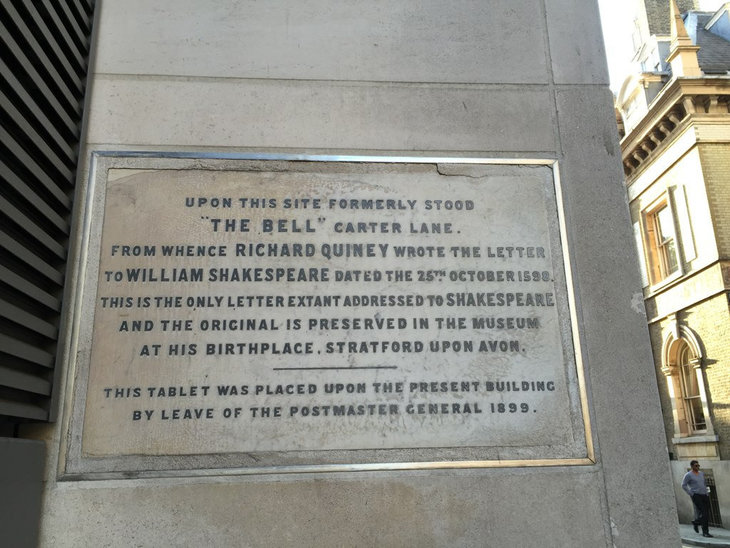 UPON THIS SITE FORMERLY STOOD
"THE BELL" CARTER LANE.
FROM WHENCE RICHARD QUINEY WROTE THE LETTER
TO WILLIAM SHAKESPEARE DATED THE 25TH OCTOBER 1598.
THIS IS THE ONLY LETTER EXTANT ADDRESSED TO SHAKESPEARE
AND THE ORIGINAL IS PRESERVED IN THE MUSEUM
AT HIS BIRTHPLACE, STRATFORD UPON AVON.
THIS TABLET WAS PLACED UPON THE PRESENT BUILDING
BY LEAVE OF THE POSTMASTER GENERAL 1899.